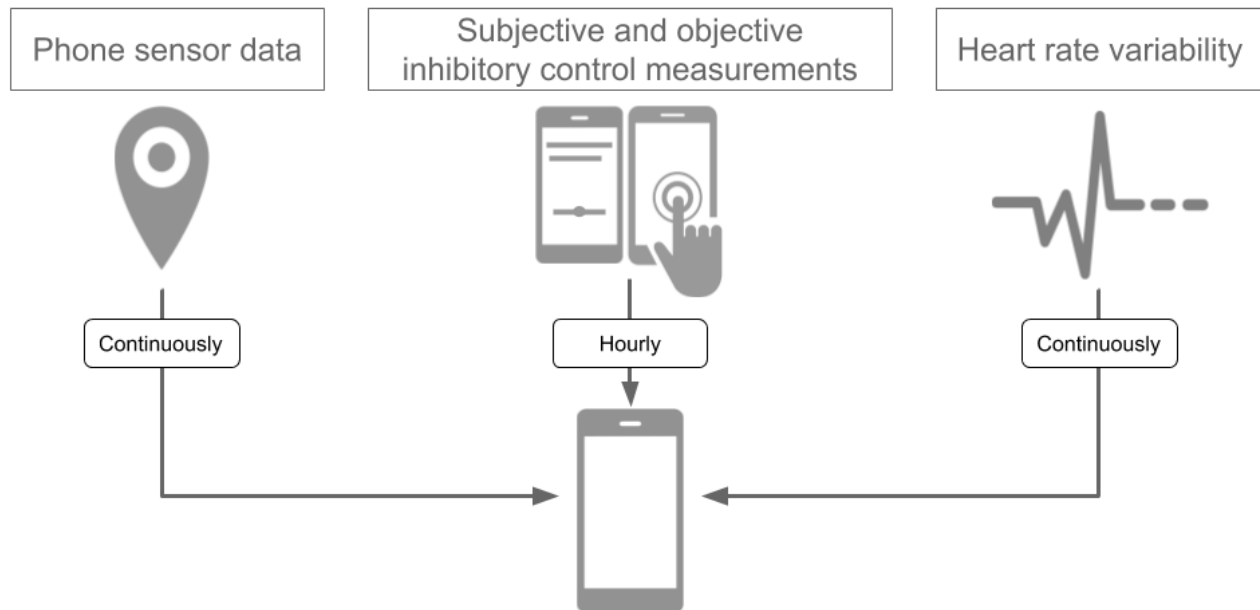 Phone sensor data
Subjective and objective
inhibitory control measurements
Heart rate variability
Continuously
Hourly
Continuously